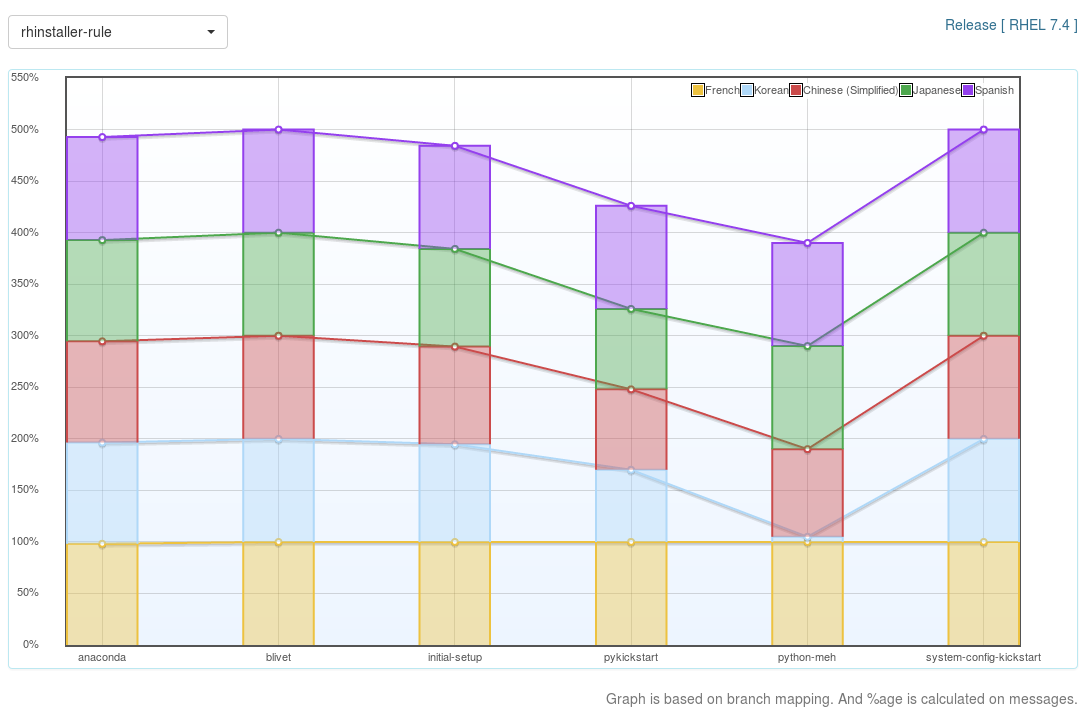 rhinstaller-rule
Release [ RHEL 7.4 ]
550%
French Korean Chinese (Simplified) Japanese Spanish
500%
450%
400%
350%
300%
250%
200%
150%
100%
50%
0%
anaconda blivet initial-setup pykickstart python-meh system-config-kickstart
Graph is based on branch mapping. And %age is calculated on messages.